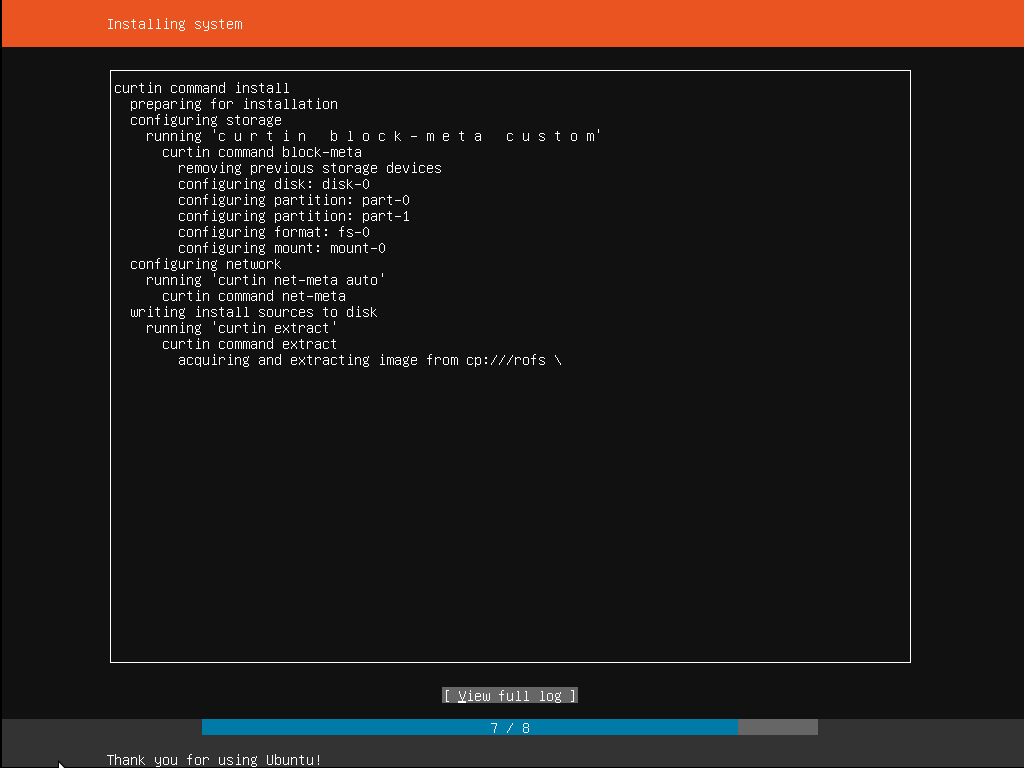 Installing system
curtin command install
preparing for installation
configuring storage
running 'c u r t i n   b l o c k - m e t a   c u s t o m'
curtin command block-meta
removing previous storage devices
configuring disk: disk-0
configuring partition: part-0
configuring partition: part-1
configuring format: fs-0
configuring mount: mount-0
configuring network
running 'curtin net-meta auto'
curtin command net-meta
writing install sources to disk
running 'curtin extract'
curtin command extract
acquiring and extracting image from cp:///rofs \
[ View full log ]
7 / 8
Thank you for using Ubuntu!